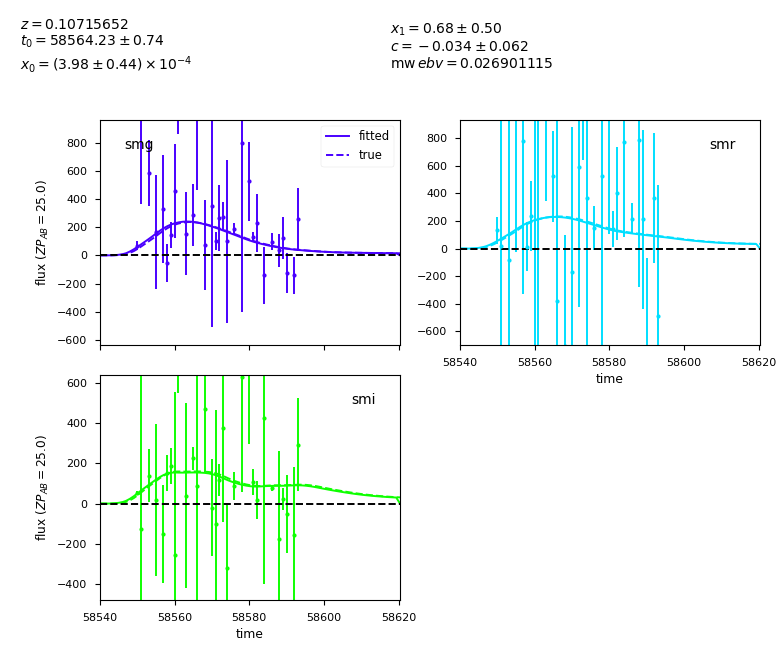 z = 0.10715652
t₀ = 58564.23 ± 0.74
x₀ = (3.98 ± 0.44) × 10⁻⁴
x₁ = 0.68 ± 0.50
c = −0.034 ± 0.062
mw ebv = 0.026901115
smg
fitted
true
800
600
400
200
0
−200
−400
−600
flux (ZP_AB = 25.0)
smr
800
600
400
200
0
−200
−400
−600
58540 58560 58580 58600 58620
time
smi
600
400
200
0
−200
−400
flux (ZP_AB = 25.0)
58540 58560 58580 58600 58620
time